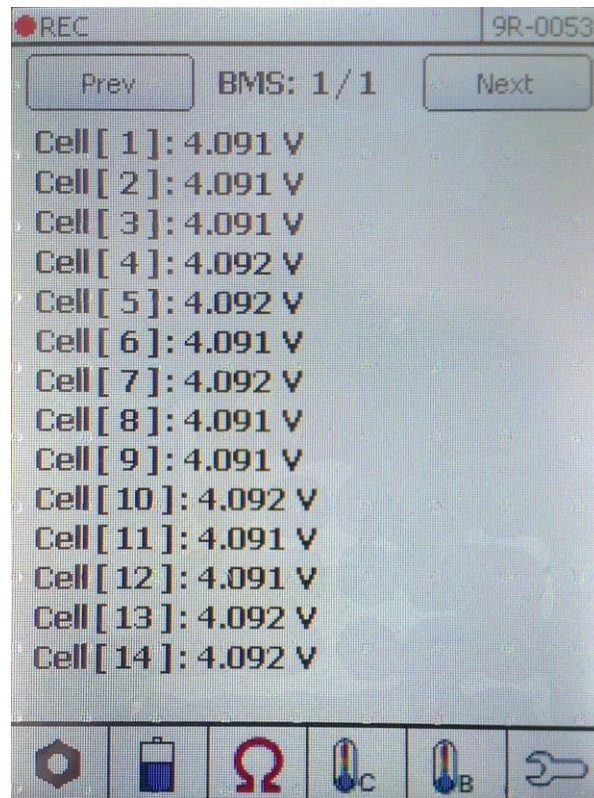 REC 9R-0053
Prev BMS: 1/1 Next
Cell[ 1 ]: 4.091 V
Cell[ 2 ]: 4.091 V
Cell[ 3 ]: 4.091 V
Cell[ 4 ]: 4.092 V
Cell[ 5 ]: 4.092 V
Cell[ 6 ]: 4.091 V
Cell[ 7 ]: 4.092 V
Cell[ 8 ]: 4.091 V
Cell[ 9 ]: 4.091 V
Cell[ 10 ]: 4.092 V
Cell[ 11 ]: 4.091 V
Cell[ 12 ]: 4.091 V
Cell[ 13 ]: 4.092 V
Cell[ 14 ]: 4.092 V
Ω C B